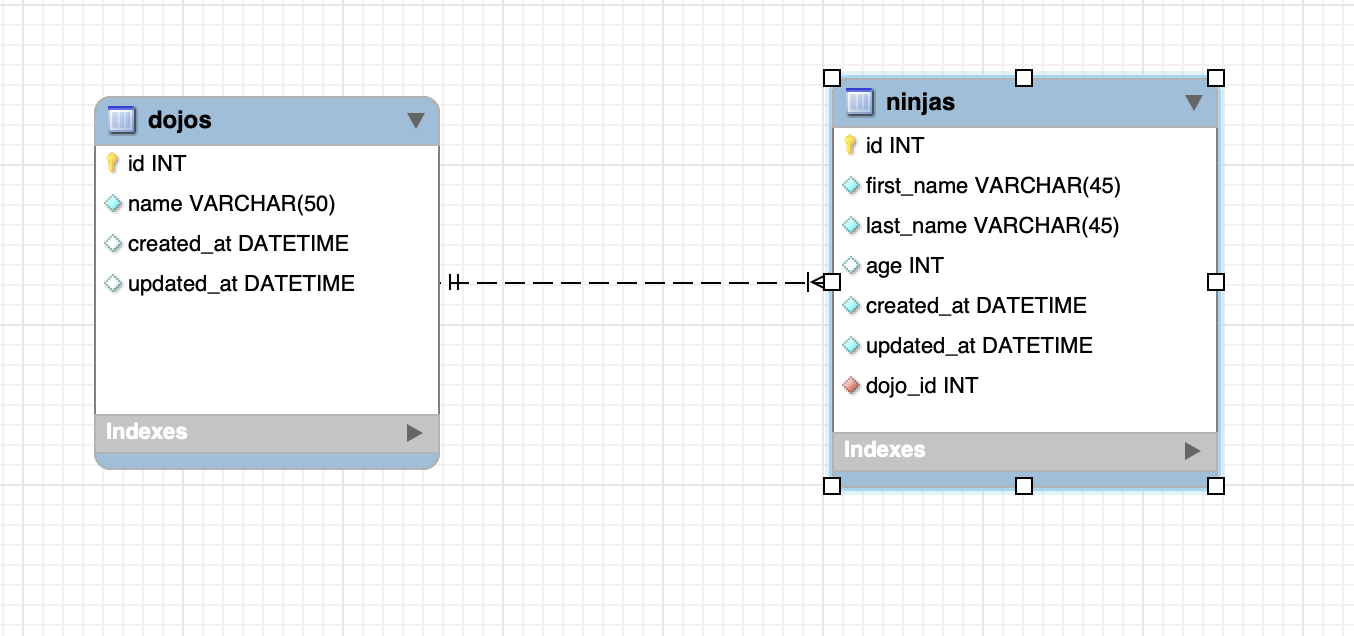 dojos
id INT
name VARCHAR(50)
created_at DATETIME
updated_at DATETIME
Indexes
ninjas
id INT
first_name VARCHAR(45)
last_name VARCHAR(45)
age INT
created_at DATETIME
updated_at DATETIME
dojo_id INT
Indexes